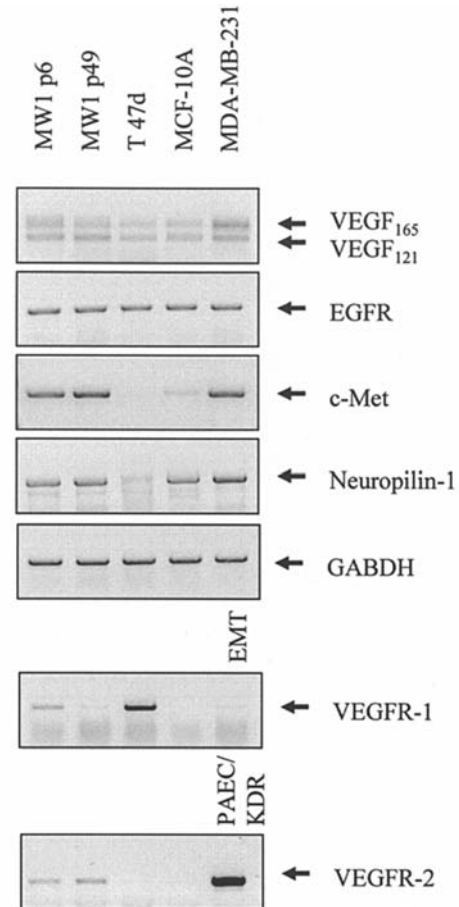 MW1 p6
MW1 p49
T 47d
MCF-10A
MDA-MB-231
VEGF165
VEGF121
EGFR
c-Met
Neuropilin-1
GABDH
EMT
VEGFR-1
PAEC/
KDR
VEGFR-2